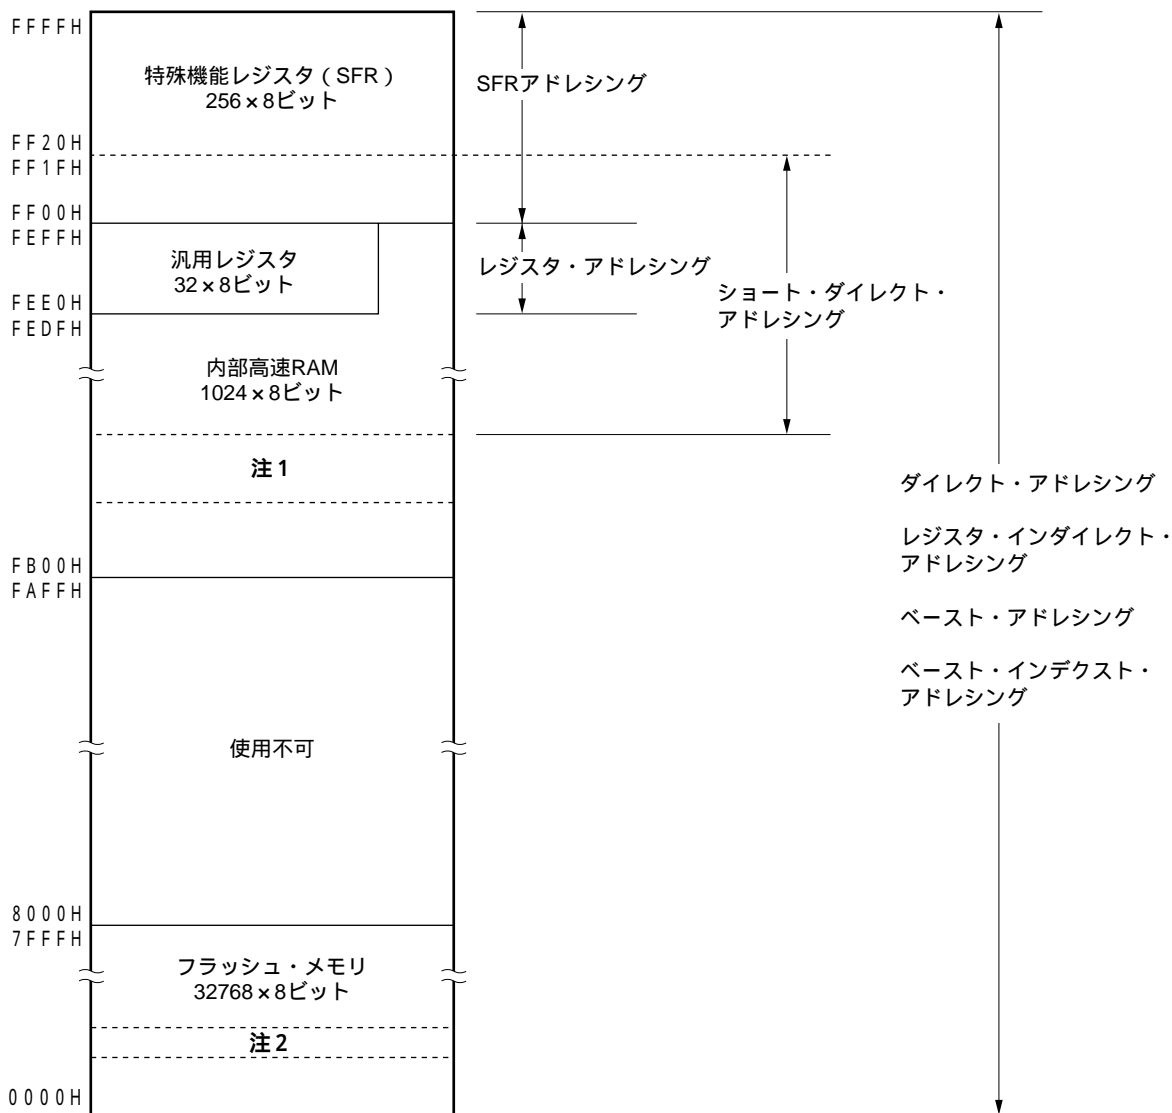 FFFFH
特殊機能レジスタ（SFR）
256×8ビット
SFRアドレシング
FF20H
FF1FH
FF00H
FEFFH
汎用レジスタ
32×8ビット
レジスタ・アドレシング
ショート・ダイレクト・
アドレシング
FEE0H
FEDFH
内部高速RAM
1024×8ビット
注1
ダイレクト・アドレシング
レジスタ・インダイレクト・
アドレシング
ベースト・アドレシング
ベースト・インデクスト・
アドレシング
FB00H
FAFFH
使用不可
8000H
7FFFH
フラッシュ・メモリ
32768×8ビット
注2
0000H